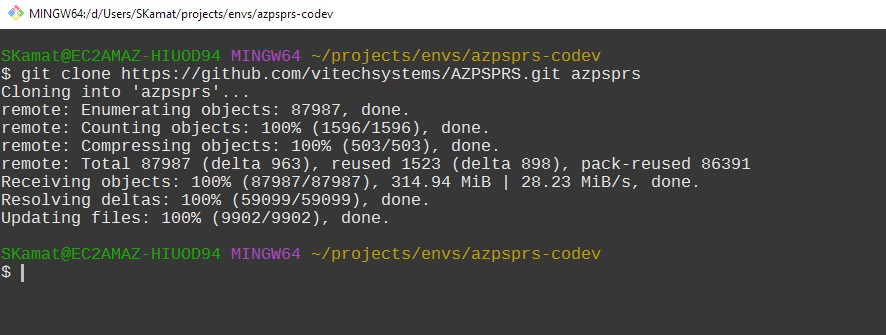 MINGW64:/d/Users/SKamat/projects/envs/azpsprs-codev
SKamat@EC2AMAZ-HIUOD94 MINGW64 ~/projects/envs/azpsprs-codev
$ git clone https://github.com/vitechsystems/AZPSPRS.git azpsprs
Cloning into 'azpsprs'...
remote: Enumerating objects: 87987, done.
remote: Counting objects: 100% (1596/1596), done.
remote: Compressing objects: 100% (503/503), done.
remote: Total 87987 (delta 963), reused 1523 (delta 898), pack-reused 86391
Receiving objects: 100% (87987/87987), 314.94 MiB | 28.23 MiB/s, done.
Resolving deltas: 100% (59099/59099), done.
Updating files: 100% (9902/9902), done.
SKamat@EC2AMAZ-HIUOD94 MINGW64 ~/projects/envs/azpsprs-codev
$